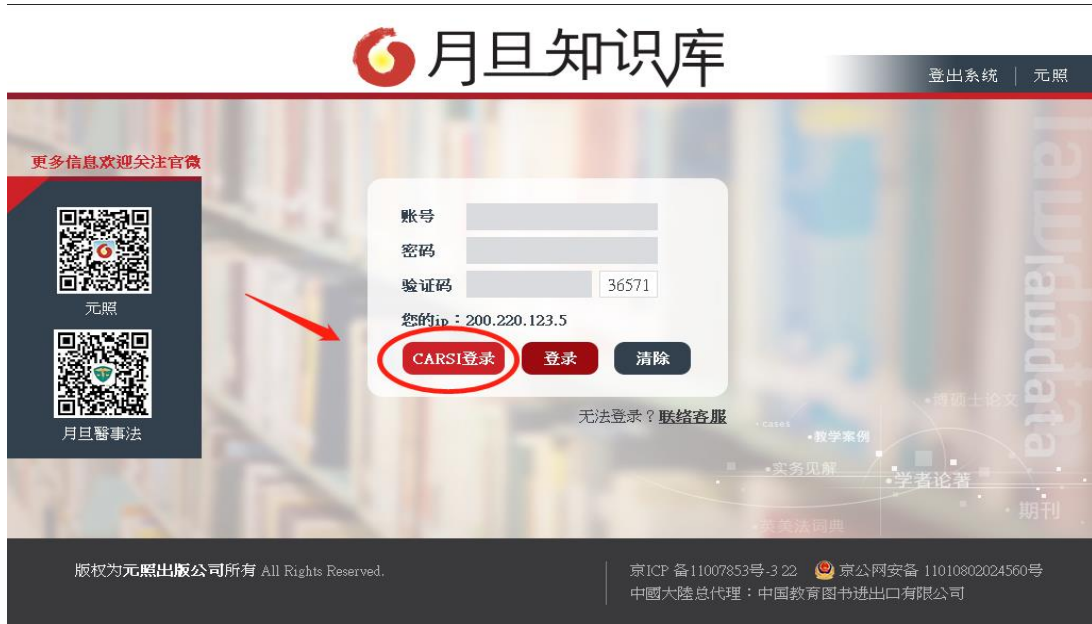 月旦知识库
登出系统 | 元照
更多信息欢迎关注官微
元照
月旦醫事法
账号
密码
验证码 36571
您的ip：200.220.123.5
CARSI登录 登录 清除
无法登录？联络客服
lawdata
lawdata
•博硕士论文
• cases
•教学案例
•实务见解
•学者论著
•期刊
•英美法词典
版权为元照出版公司所有 All Rights Reserved.
京ICP 备11007853号-3 22 京公网安备 11010802024560号
中國大陸总代理：中国教育图书进出口有限公司